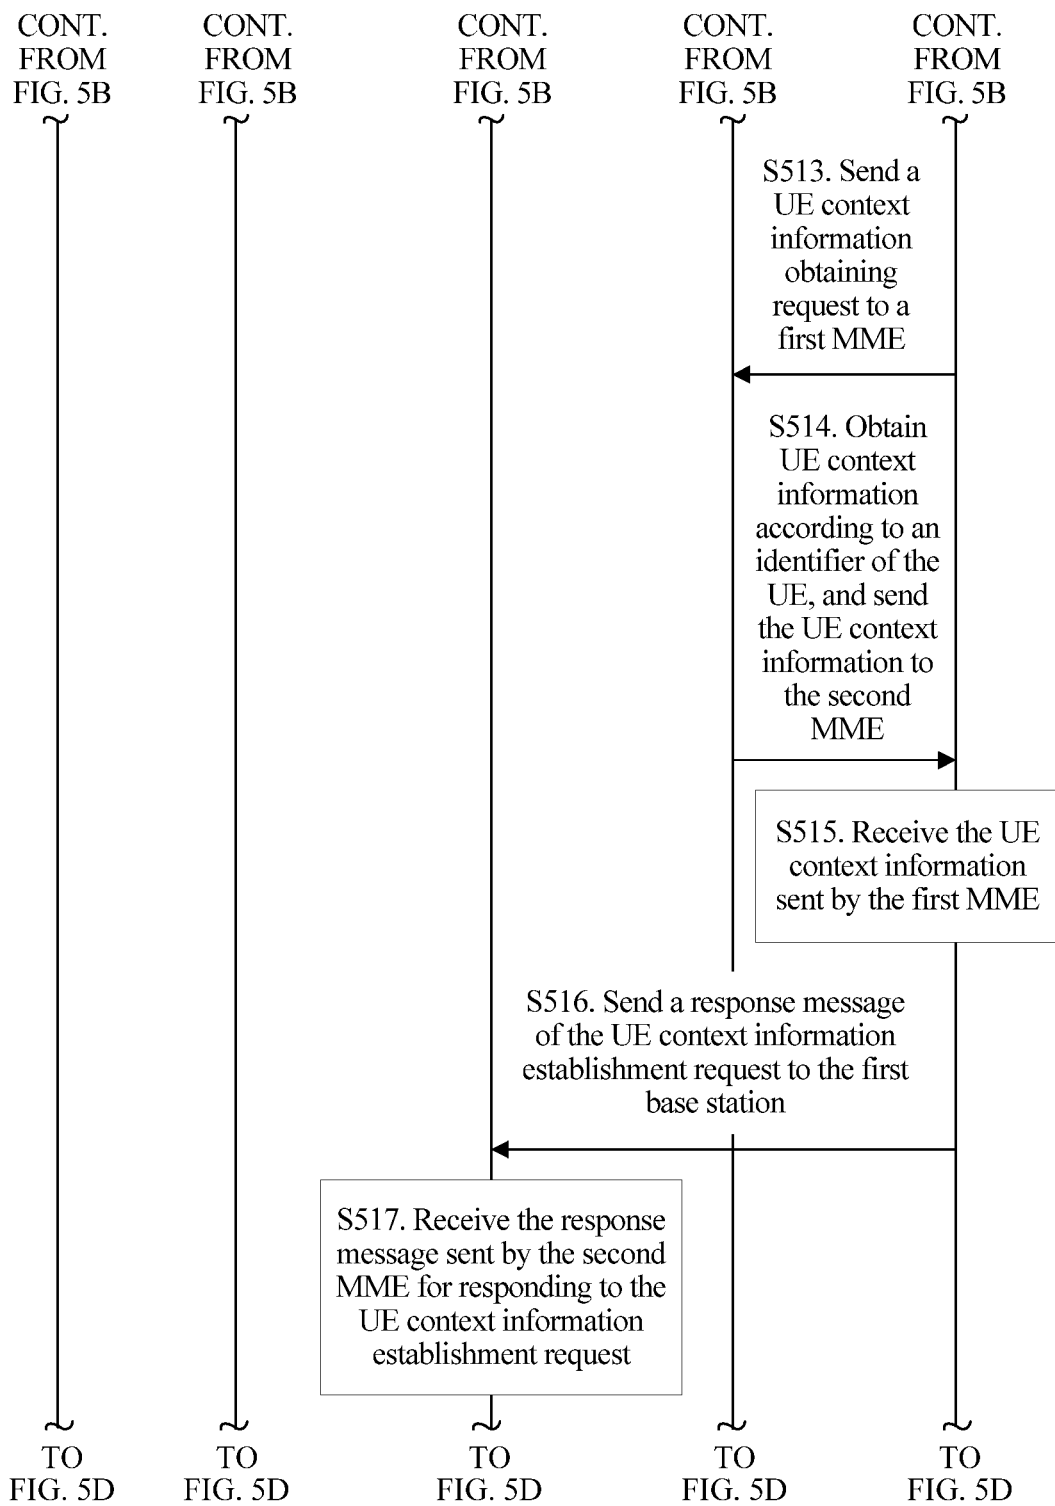 CONT.
FROM
FIG. 5B
CONT.
FROM
FIG. 5B
CONT.
FROM
FIG. 5B
CONT.
FROM
FIG. 5B
CONT.
FROM
FIG. 5B
S513. Send a
UE context
information
obtaining
request to a
first MME
S514. Obtain
UE context
information
according to an
identifier of the
UE, and send
the UE context
information to
the second
MME
S515. Receive the UE
context information
sent by the first MME
S516. Send a response message
of the UE context information
establishment request to the first
base station
S517. Receive the response
message sent by the second
MME for responding to the
UE context information
establishment request
TO
FIG. 5D
TO
FIG. 5D
TO
FIG. 5D
TO
FIG. 5D
TO
FIG. 5D